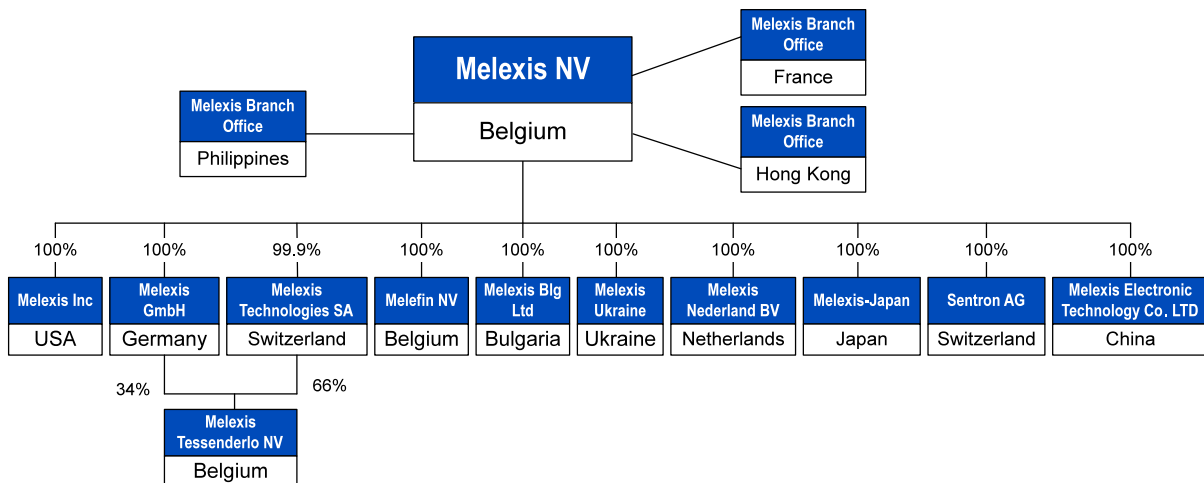 Melexis NV
Belgium
Melexis Branch
Office
France
Melexis Branch
Office
Philippines
Melexis Branch
Office
Hong Kong
100%
100%
99.9%
100%
100%
100%
100%
100%
100%
100%
Melexis Inc
USA
Melexis
GmbH
Germany
Melexis
Technologies SA
Switzerland
Melefin NV
Belgium
Melexis Blg
Ltd
Bulgaria
Melexis
Ukraine
Ukraine
Melexis
Nederland BV
Netherlands
Melexis-Japan
Japan
Sentron AG
Switzerland
Melexis Electronic
Technology Co. LTD
China
34%
66%
Melexis
Tessenderlo NV
Belgium